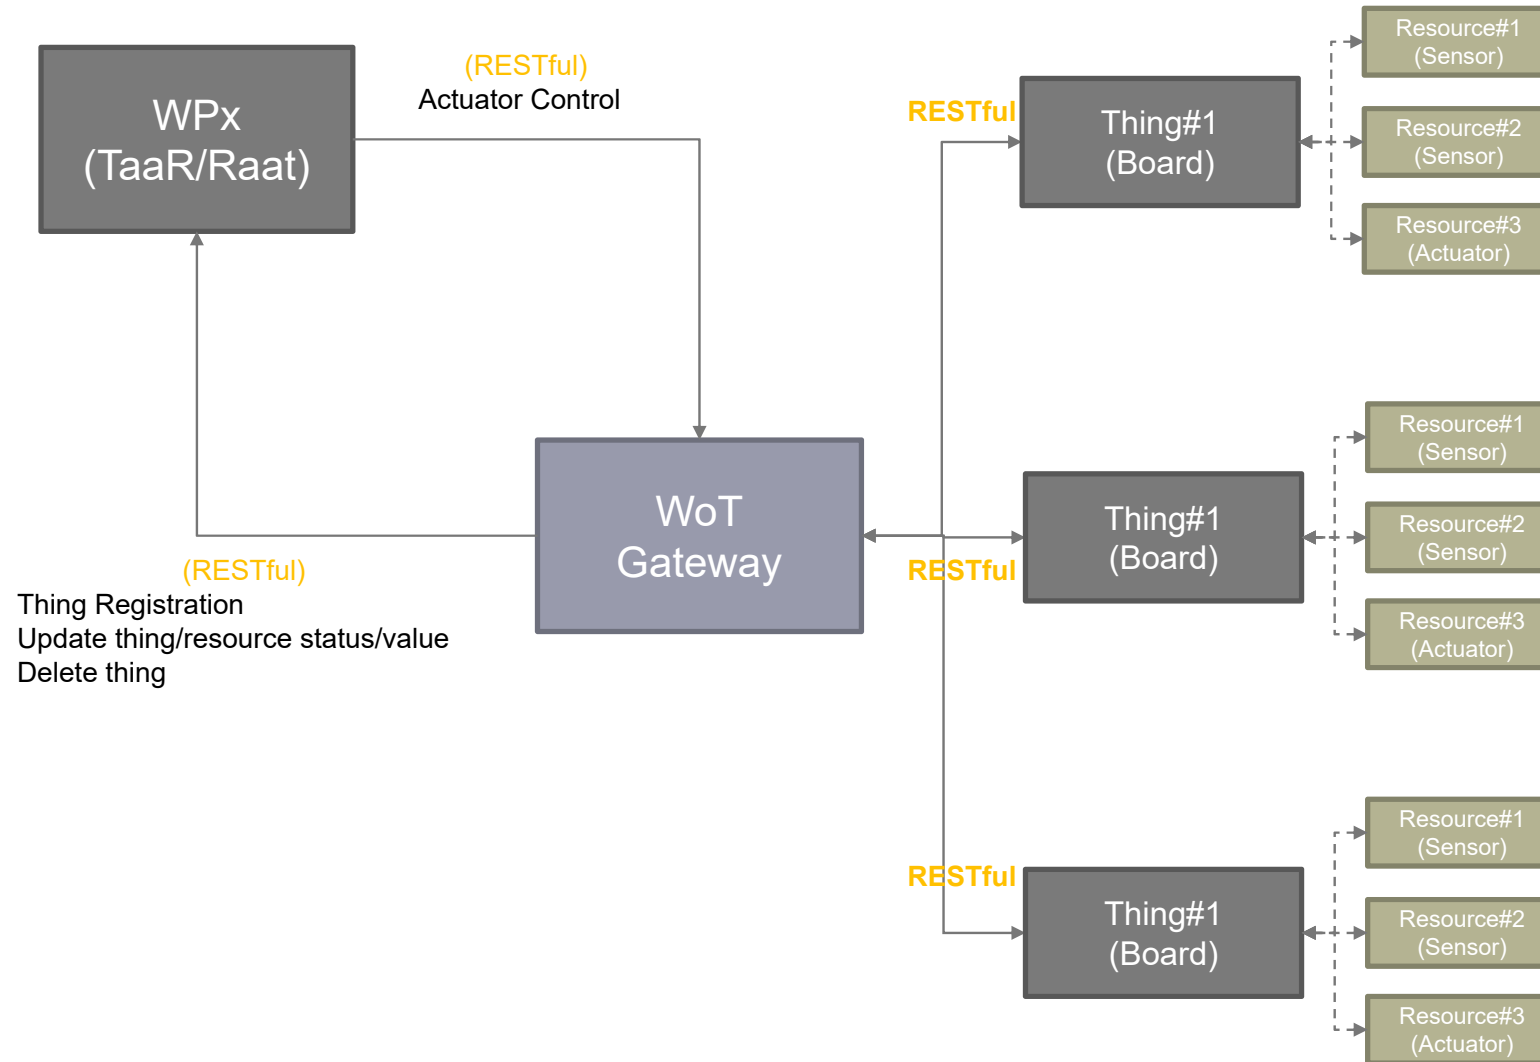 WPx
(TaaR/Raat)
(RESTful)
Actuator Control
(RESTful)
Thing Registration
Update thing/resource status/value
Delete thing
WoT
Gateway
RESTful
Thing#1
(Board)
Resource#1
(Sensor)
Resource#2
(Sensor)
Resource#3
(Actuator)
RESTful
Thing#1
(Board)
Resource#1
(Sensor)
Resource#2
(Sensor)
Resource#3
(Actuator)
RESTful
Thing#1
(Board)
Resource#1
(Sensor)
Resource#2
(Sensor)
Resource#3
(Actuator)